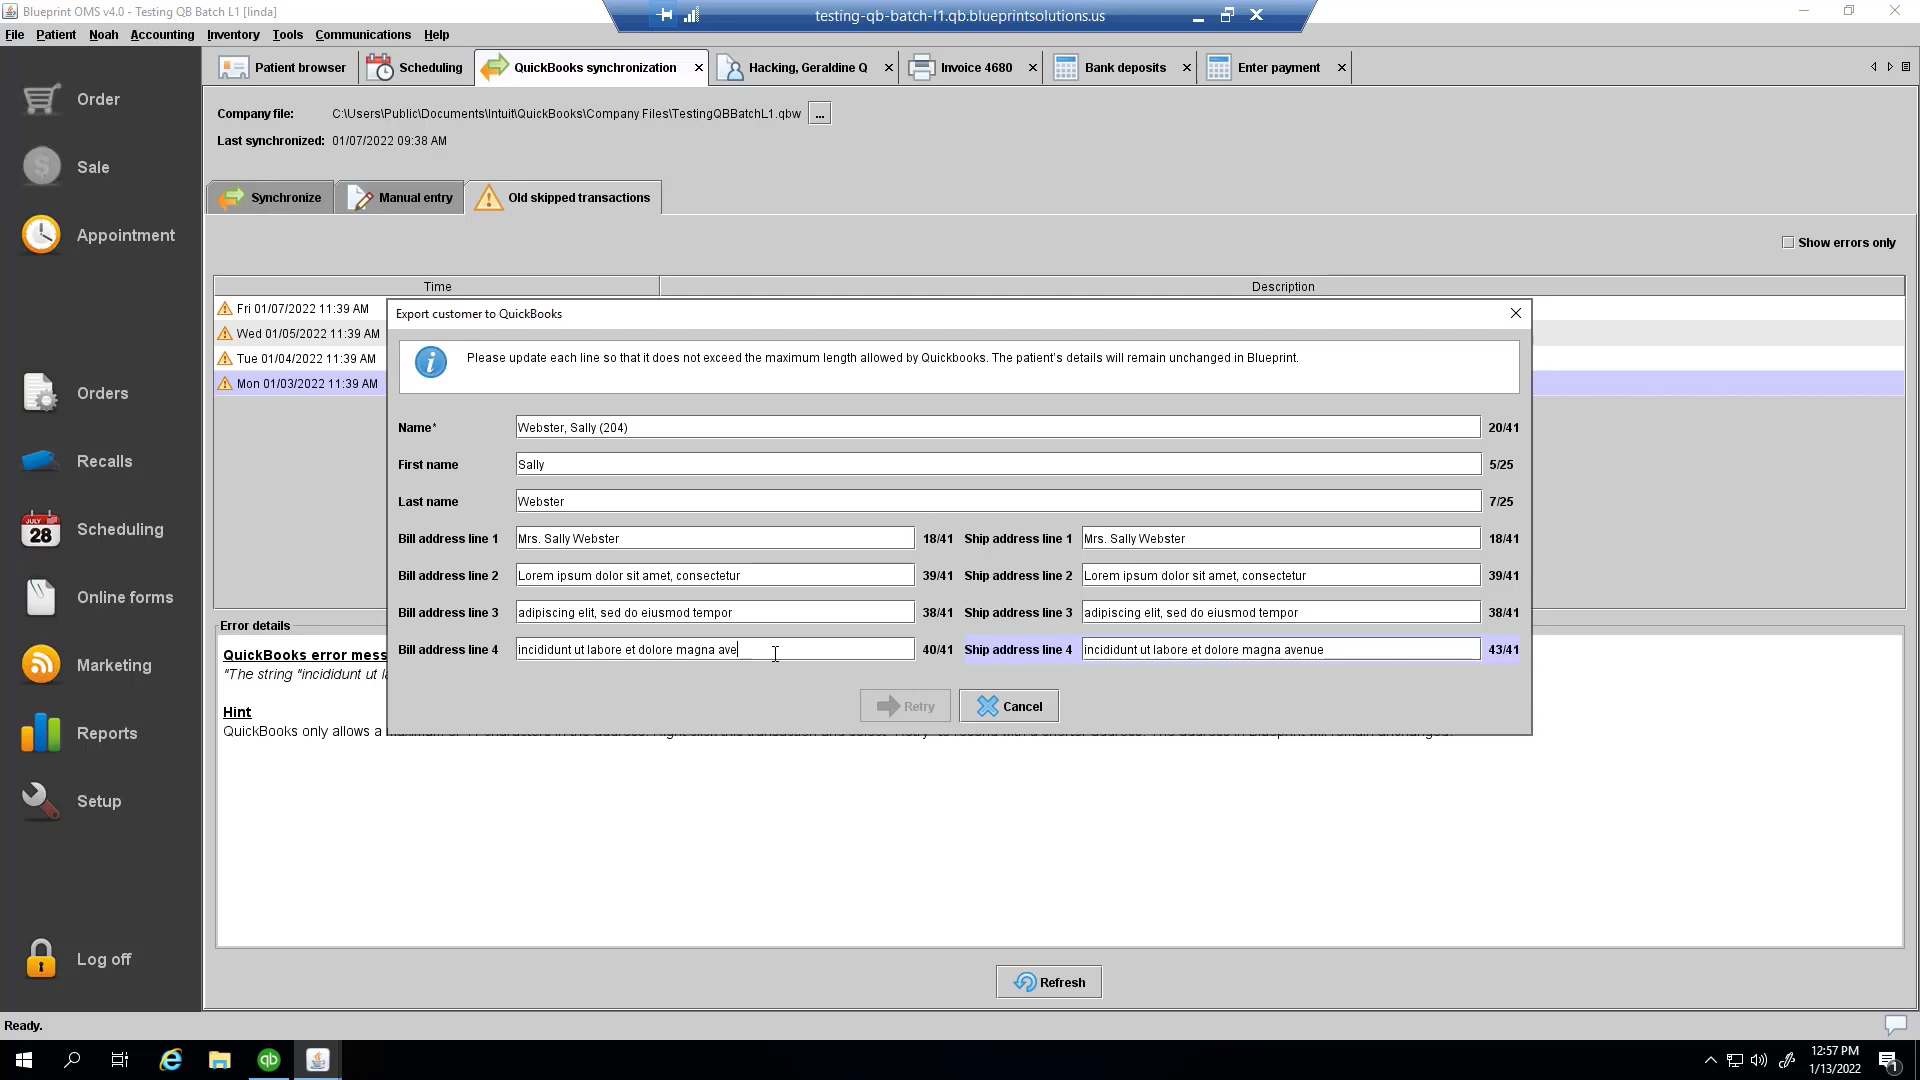 Blueprint OMS v4.0 - Testing QB Batch L1 [linda]
testing-qb-batch-l1.qb.blueprintsolutions.us
File Patient Noah Accounting Inventory Tools Communications Help
Patient browser
Scheduling
QuickBooks synchronization
Hacking, Geraldine Q
Invoice 4680
Bank deposits
Enter payment
Order
Sale
Appointment
Orders
Recalls
JULY
28
Scheduling
Online forms
Marketing
Reports
Setup
Log off
Company file: C:\Users\Public\Documents\Intuit\QuickBooks\Company Files\TestingQBBatchL1.qbw ...
Last synchronized: 01/07/2022 09:38 AM
Synchronize
Manual entry
Old skipped transactions
Show errors only
Time Description
Fri 01/07/2022 11:39 AM
Wed 01/05/2022 11:39 AM
Tue 01/04/2022 11:39 AM
Mon 01/03/2022 11:39 AM
Export customer to QuickBooks
Please update each line so that it does not exceed the maximum length allowed by Quickbooks. The patient's details will remain unchanged in Blueprint.
Name* Webster, Sally (204) 20/41
First name Sally 5/25
Last name Webster 7/25
Bill address line 1 Mrs. Sally Webster 18/41 Ship address line 1 Mrs. Sally Webster 18/41
Bill address line 2 Lorem ipsum dolor sit amet, consectetur 39/41 Ship address line 2 Lorem ipsum dolor sit amet, consectetur 39/41
Bill address line 3 adipiscing elit, sed do eiusmod tempor 38/41 Ship address line 3 adipiscing elit, sed do eiusmod tempor 38/41
Bill address line 4 incididunt ut labore et dolore magna ave 40/41 Ship address line 4 incididunt ut labore et dolore magna avenue 43/41
Retry Cancel
Error details
QuickBooks error mess
"The string "incididunt ut
Hint
QuickBooks only allows a
Refresh
Ready.
qb
12:57 PM
1/13/2022
1